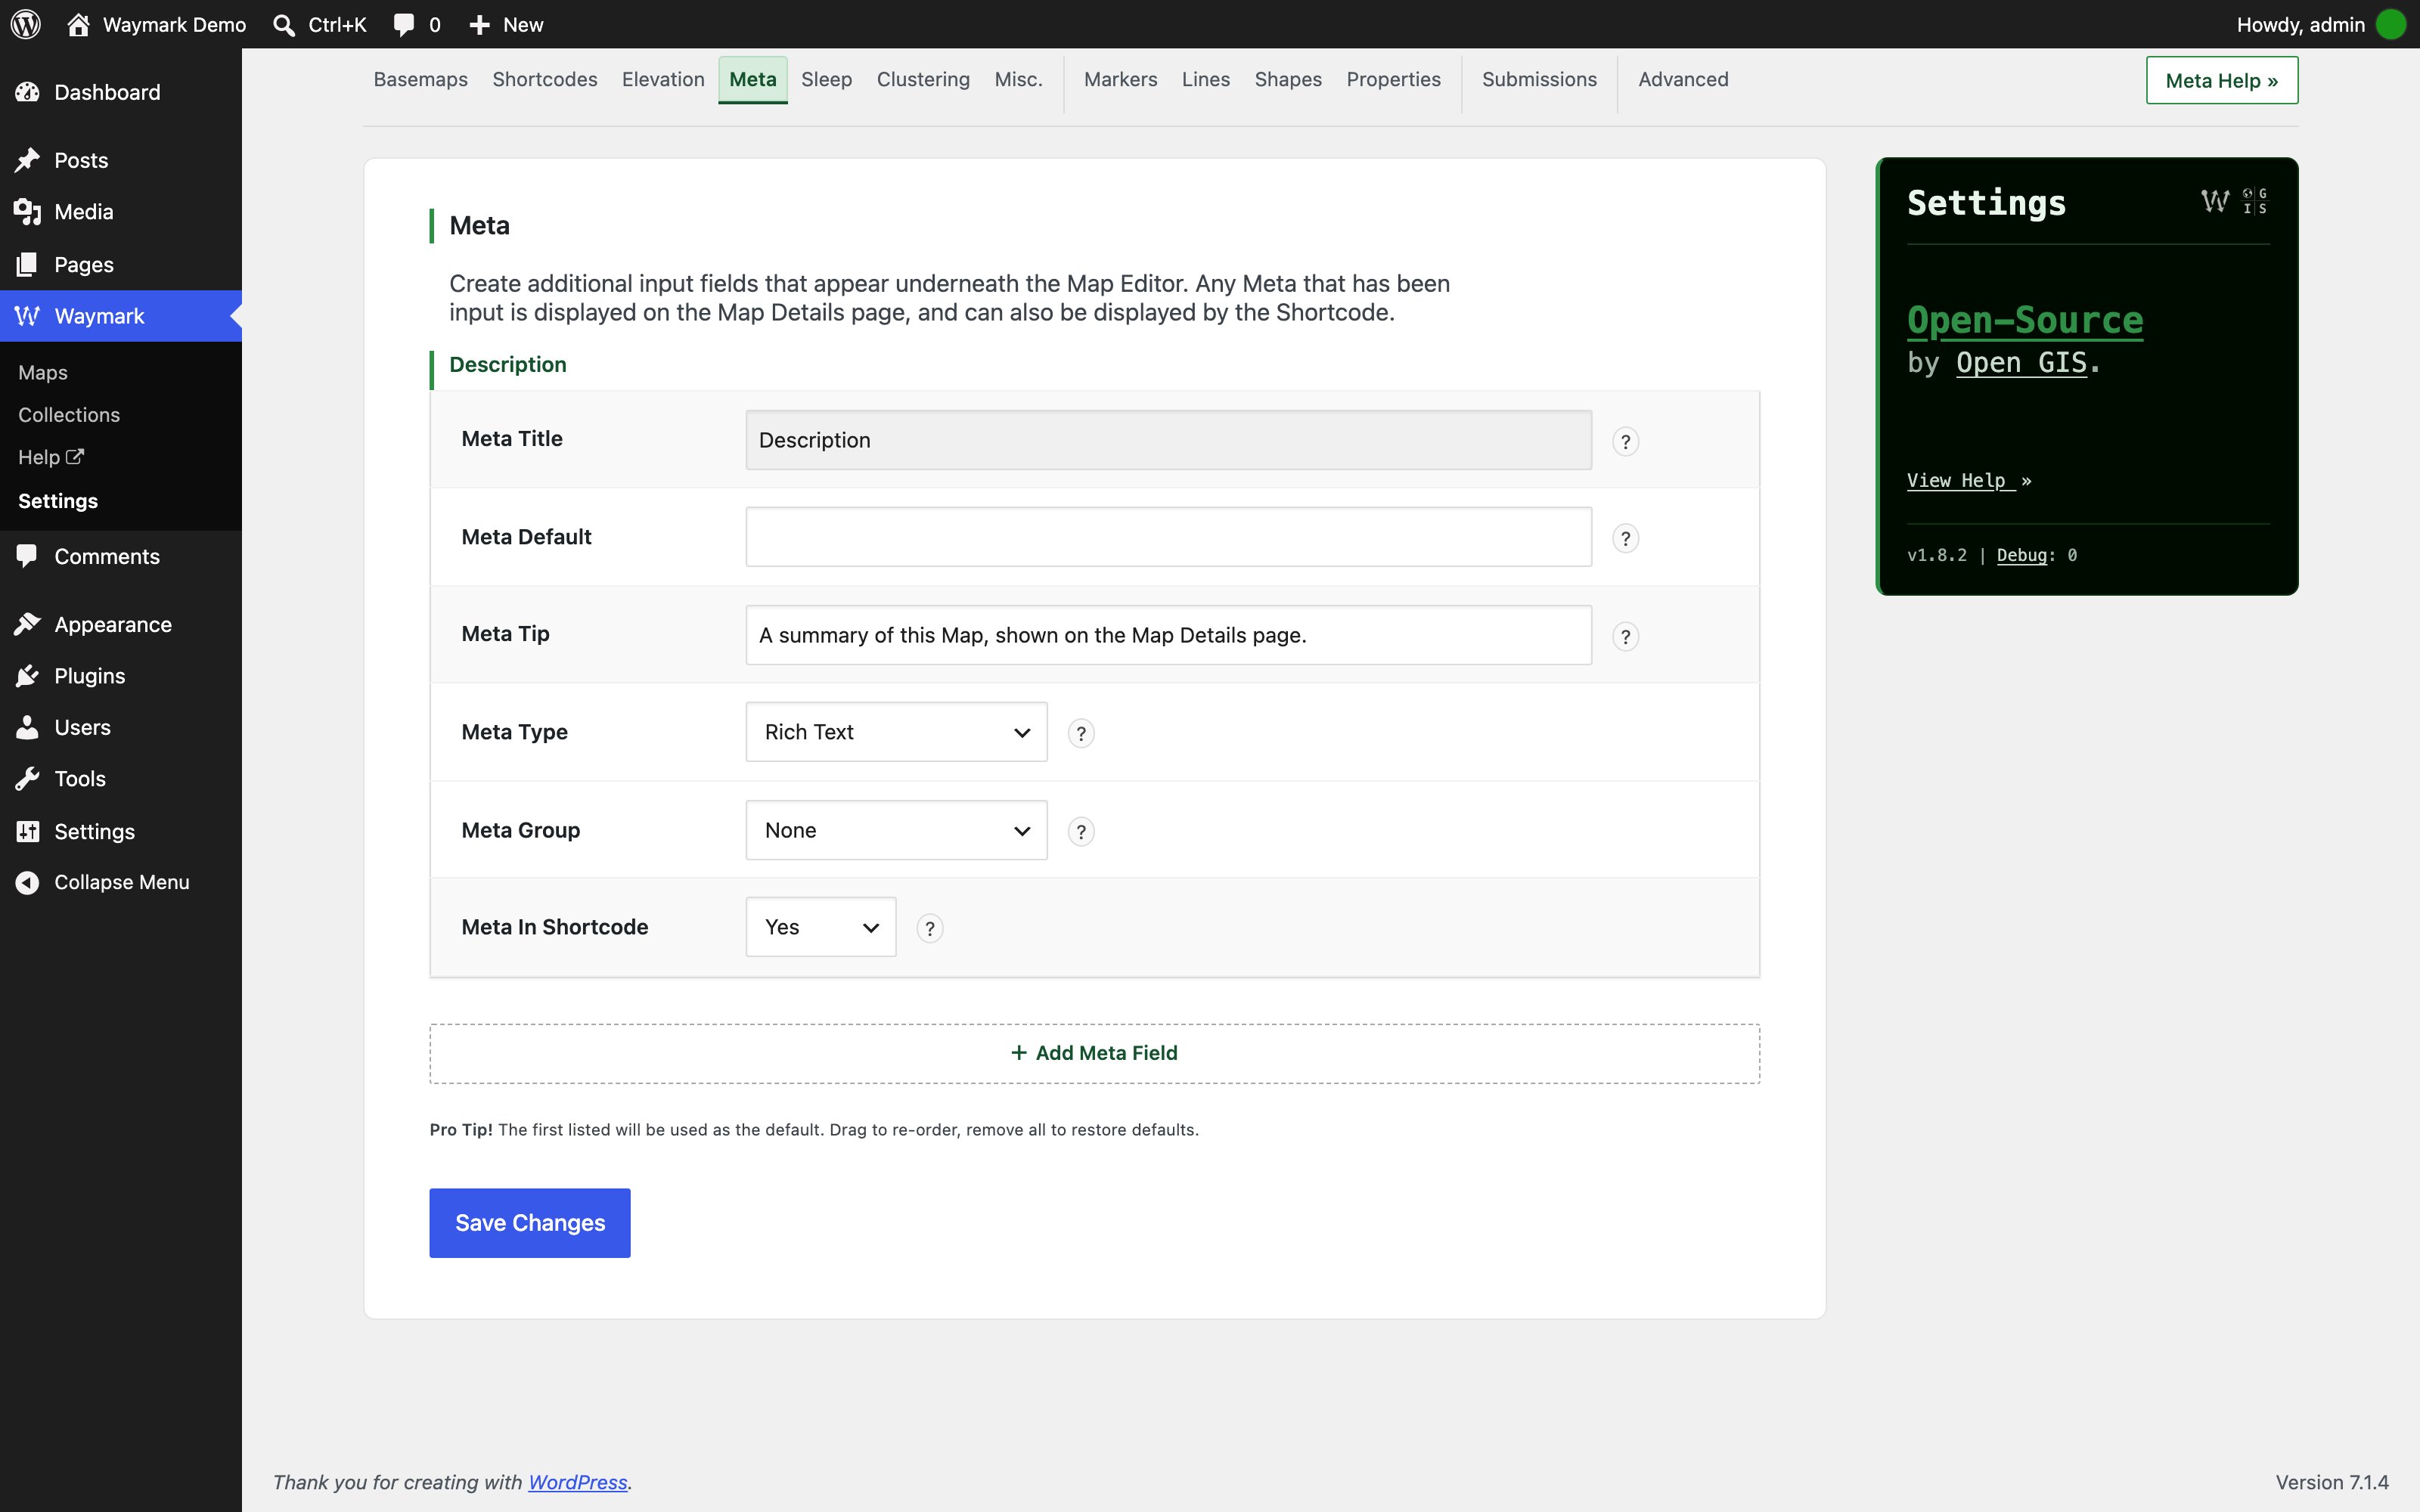 Waymark Demo
Ctrl+K
0
New
Howdy, admin
Dashboard
Posts
Media
Pages
Waymark
Maps
Collections
Help
Settings
Comments
Appearance
Plugins
Users
Tools
Settings
Collapse Menu
Basemaps
Shortcodes
Elevation
Meta
Sleep
Clustering
Misc.
Markers
Lines
Shapes
Properties
Submissions
Advanced
Meta Help »
Meta
Create additional input fields that appear underneath the Map Editor. Any Meta that has been
input is displayed on the Map Details page, and can also be displayed by the Shortcode.
Description
Meta Title
Description
?
Meta Default
?
Meta Tip
A summary of this Map, shown on the Map Details page.
?
Meta Type
Rich Text
?
Meta Group
None
?
Meta In Shortcode
Yes
?
+ Add Meta Field
Pro Tip! The first listed will be used as the default. Drag to re-order, remove all to restore defaults.
Save Changes
Settings
G
I S
Open-Source
by Open GIS.
View Help »
v1.8.2 | Debug: 0
Thank you for creating with WordPress.
Version 7.1.4